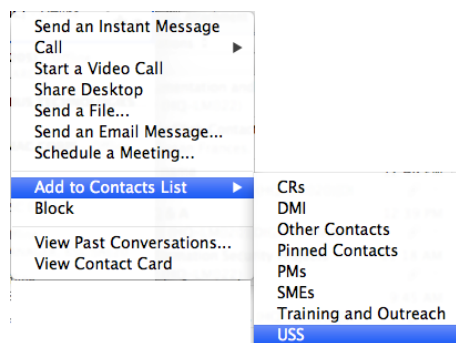 Send an Instant Message
Call
Start a Video Call
Share Desktop
Send a File...
Send an Email Message...
Schedule a Meeting...
Add to Contacts List
Block
View Past Conversations...
View Contact Card
CRs
DMI
Other Contacts
Pinned Contacts
PMs
SMEs
Training and Outreach
USS